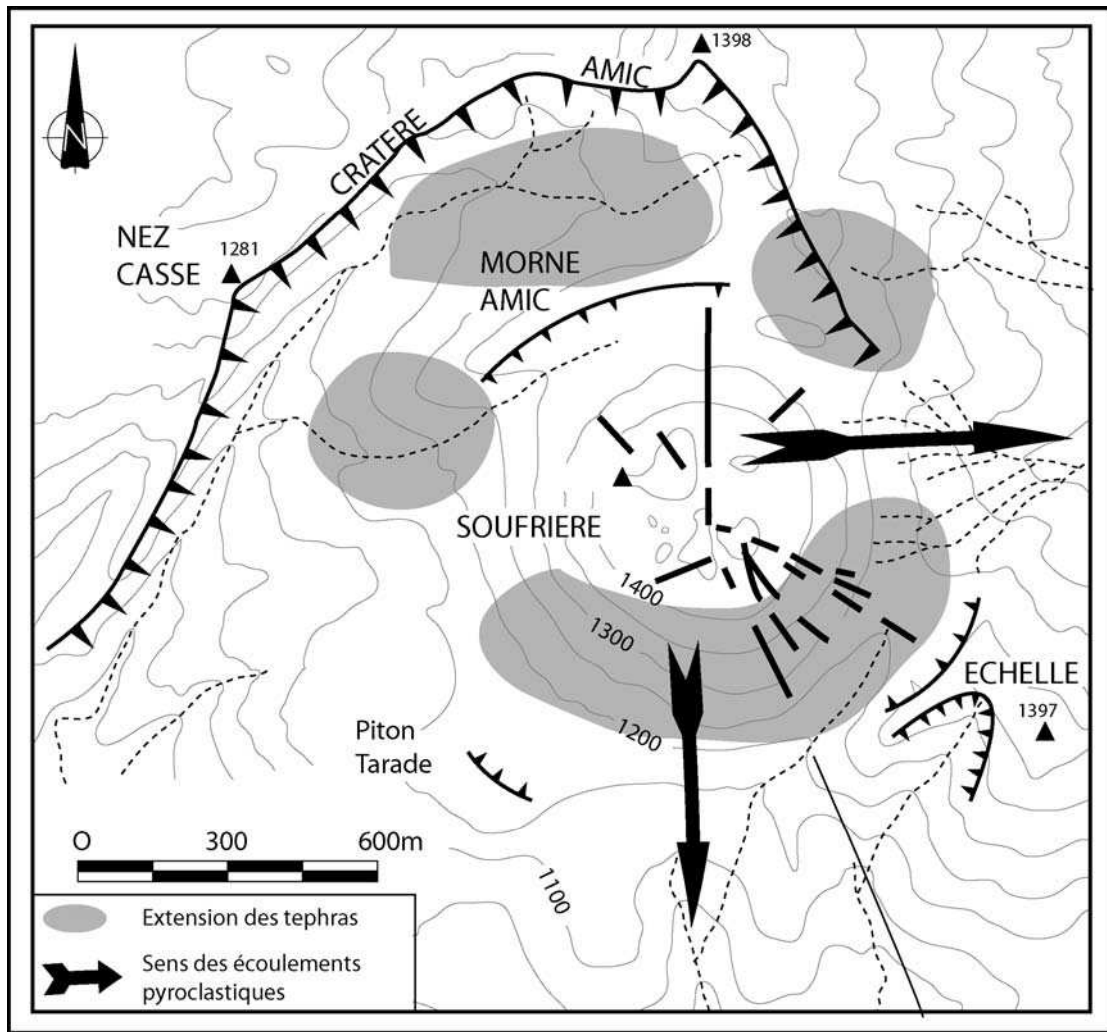 1398
AMIC
CRATERE
N
NEZ
CASSE
1281
MORNE
AMIC
SOUFRIERE
1400
1300
1200
ECHELLE
1397
Piton
Tarade
1100
O 300 600m
Extension des tephras
Sens des écoulements
pyroclastiques